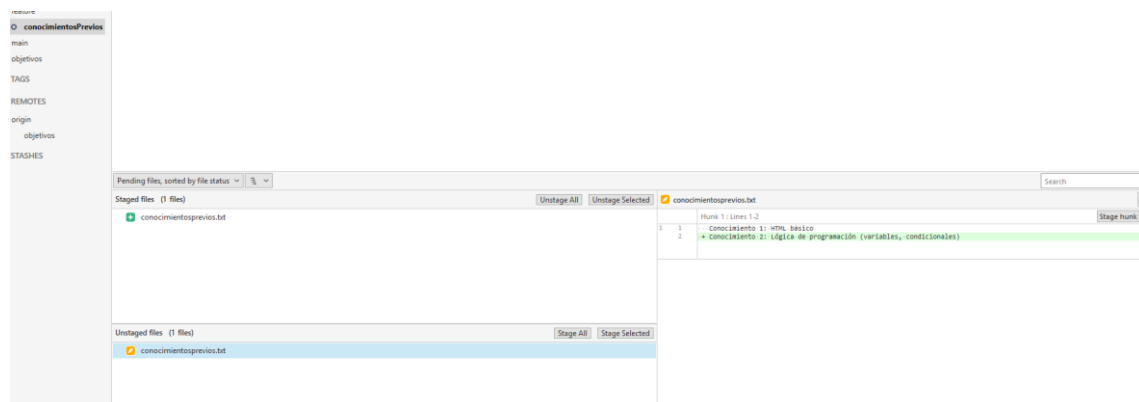 feature
conocimientosPrevios
main
objetivos
TAGS
REMOTES
origin
objetivos
STASHES
Pending files, sorted by file status
Search
Staged files (1 files)
Unstage All
Unstage Selected
conocimientosprevios.txt
conocimientosprevios.txt
Hunk 1 : Lines 1-2
Stage hunk
1 1 Conocimiento 1: HTML básico
2 + Conocimiento 2: Lógica de programación (variables, condicionales)
Unstaged files (1 files)
Stage All
Stage Selected
conocimientosprevios.txt